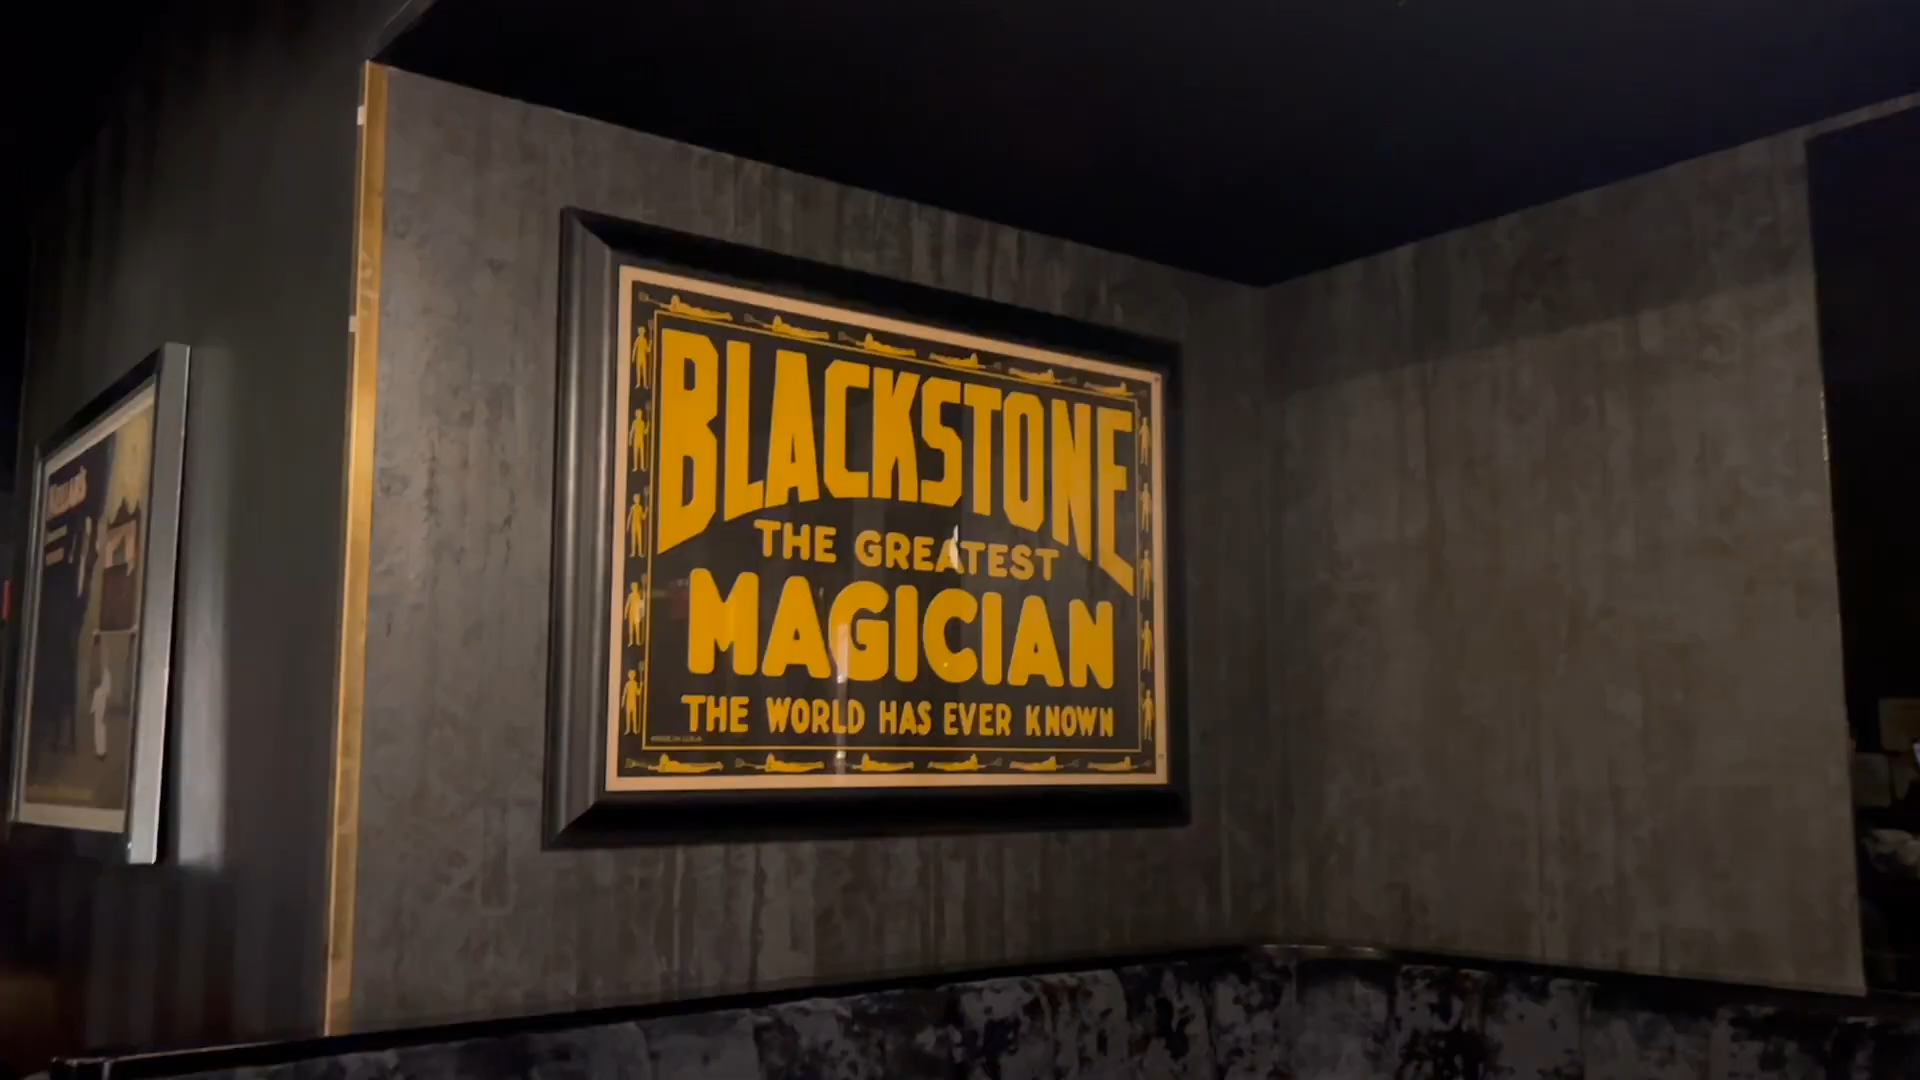 BLACKSTONE
THE GREATEST
MAGICIAN
THE WORLD HAS EVER KNOWN